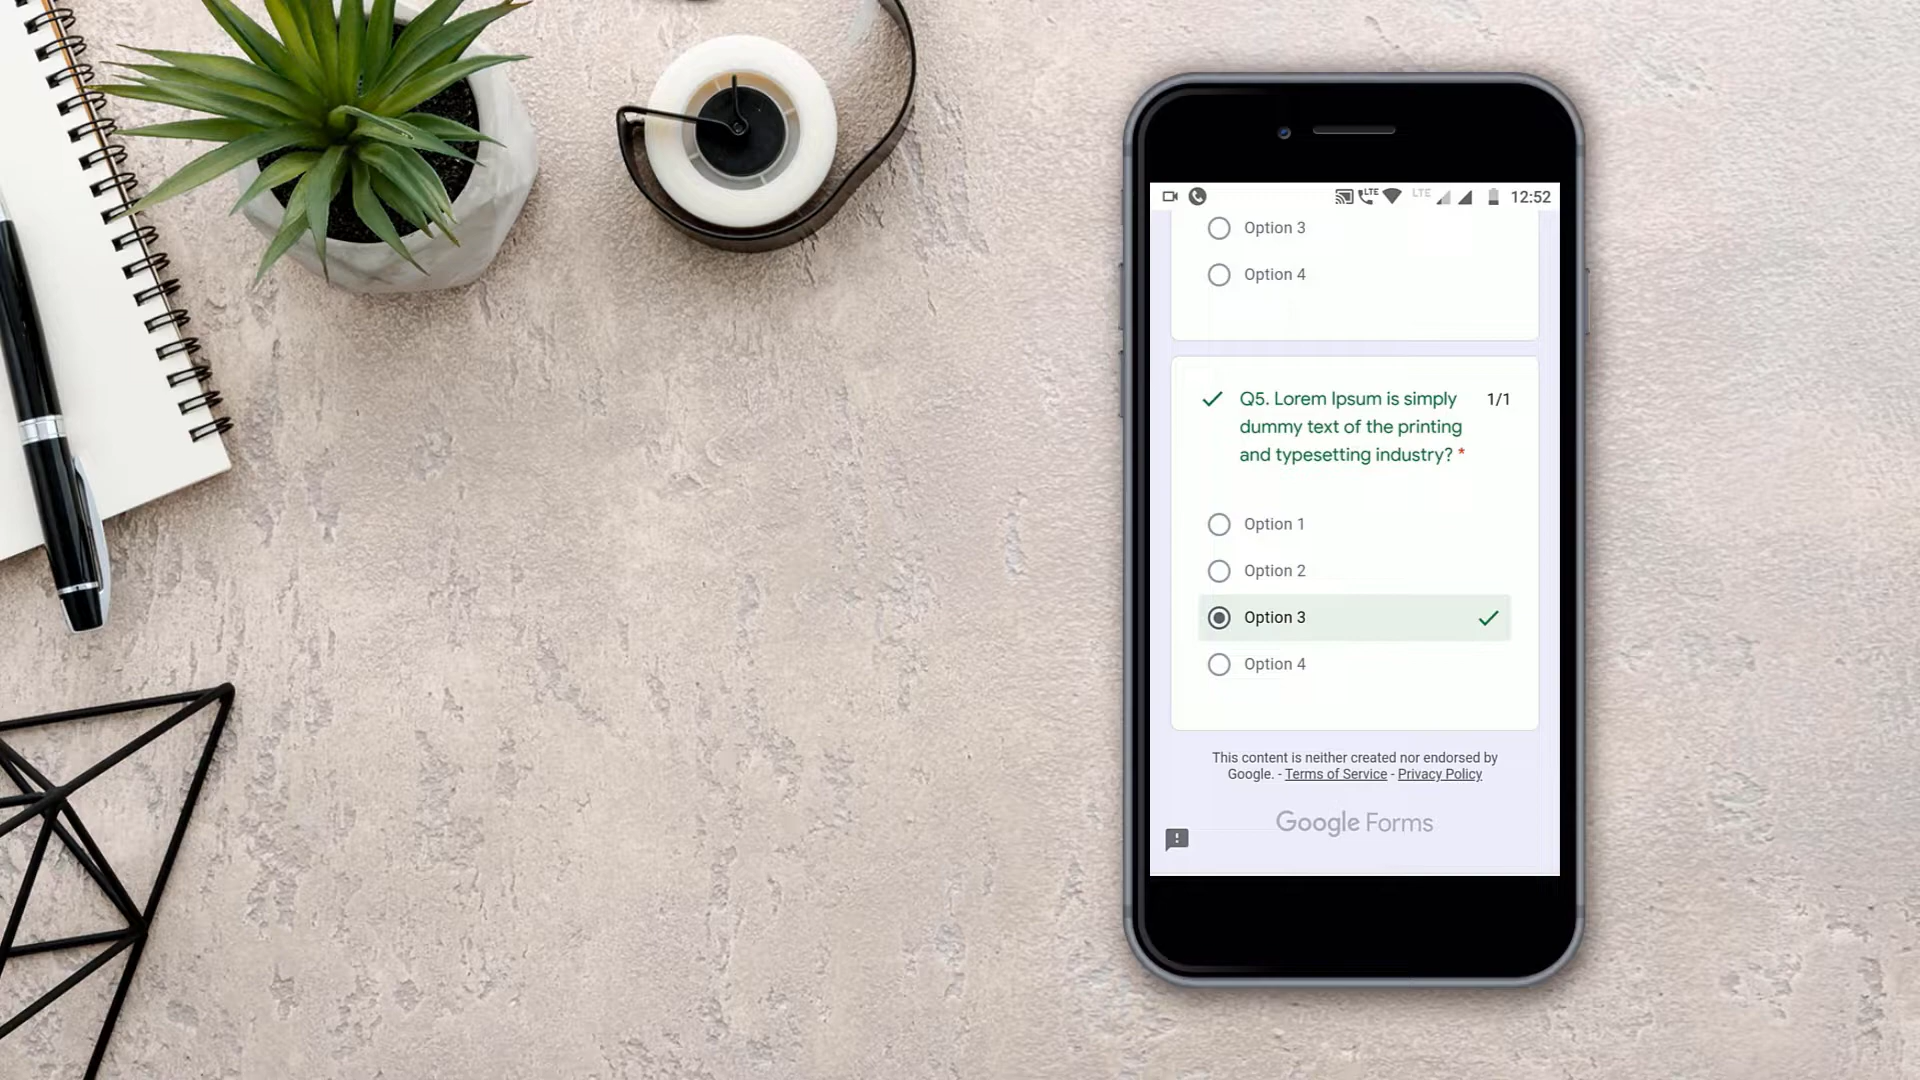 LTE LTE 12:52
Option 3
Option 4
Q5. Lorem Ipsum is simply 1/1
dummy text of the printing
and typesetting industry? *
Option 1
Option 2
Option 3
Option 4
This content is neither created nor endorsed by
Google. - Terms of Service - Privacy Policy
Google Forms